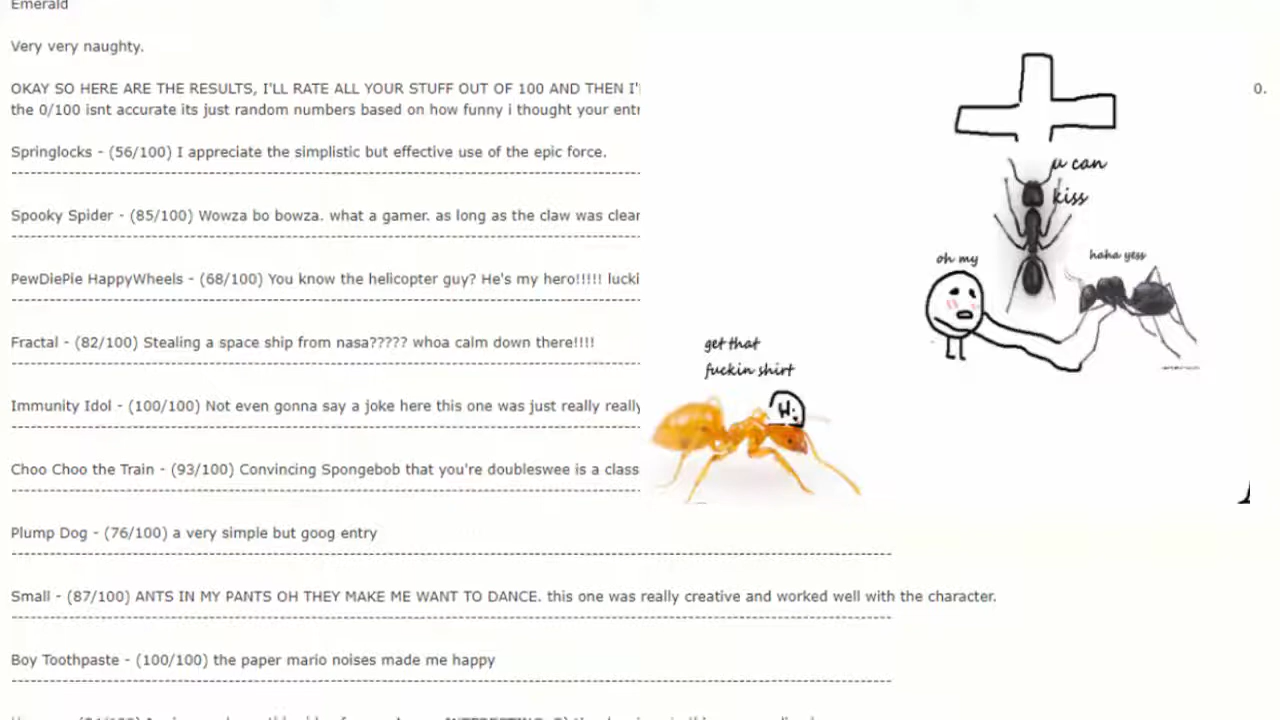 Emerald
Very very naughty.
OKAY SO HERE ARE THE RESULTS, I'LL RATE ALL YOUR STUFF OUT OF 100 AND THEN I'
0.
the 0/100 isnt accurate its just random numbers based on how funny i thought your entr
Springlocks - (56/100) I appreciate the simplistic but effective use of the epic force.
Spooky Spider - (85/100) Wowza bo bowza. what a gamer. as long as the claw was clear
PewDiePie HappyWheels - (68/100) You know the helicopter guy? He's my hero!!!!! lucki
Fractal - (82/100) Stealing a space ship from nasa????? whoa calm down there!!!!
Immunity Idol - (100/100) Not even gonna say a joke here this one was just really really
Choo Choo the Train - (93/100) Convincing Spongebob that you're doubleswee is a class
Plump Dog - (76/100) a very simple but goog entry
Small - (87/100) ANTS IN MY PANTS OH THEY MAKE ME WANT TO DANCE. this one was really creative and worked well with the character.
Boy Toothpaste - (100/100) the paper mario noises made me happy
u can
kiss
oh my
haha yess
get that
fuckin shirt
H: